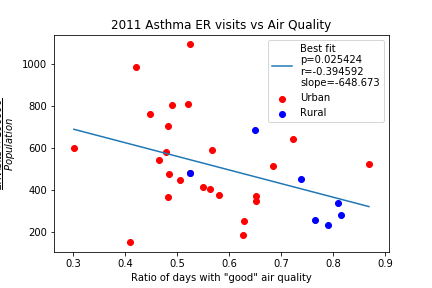 2011 Asthma ER visits vs Air Quality
Best fit
p=0.025424
r=-0.394592
slope=-648.673
Urban
Rural
Population
1000
800
600
400
200
0.3 0.4 0.5 0.6 0.7 0.8 0.9
Ratio of days with "good" air quality